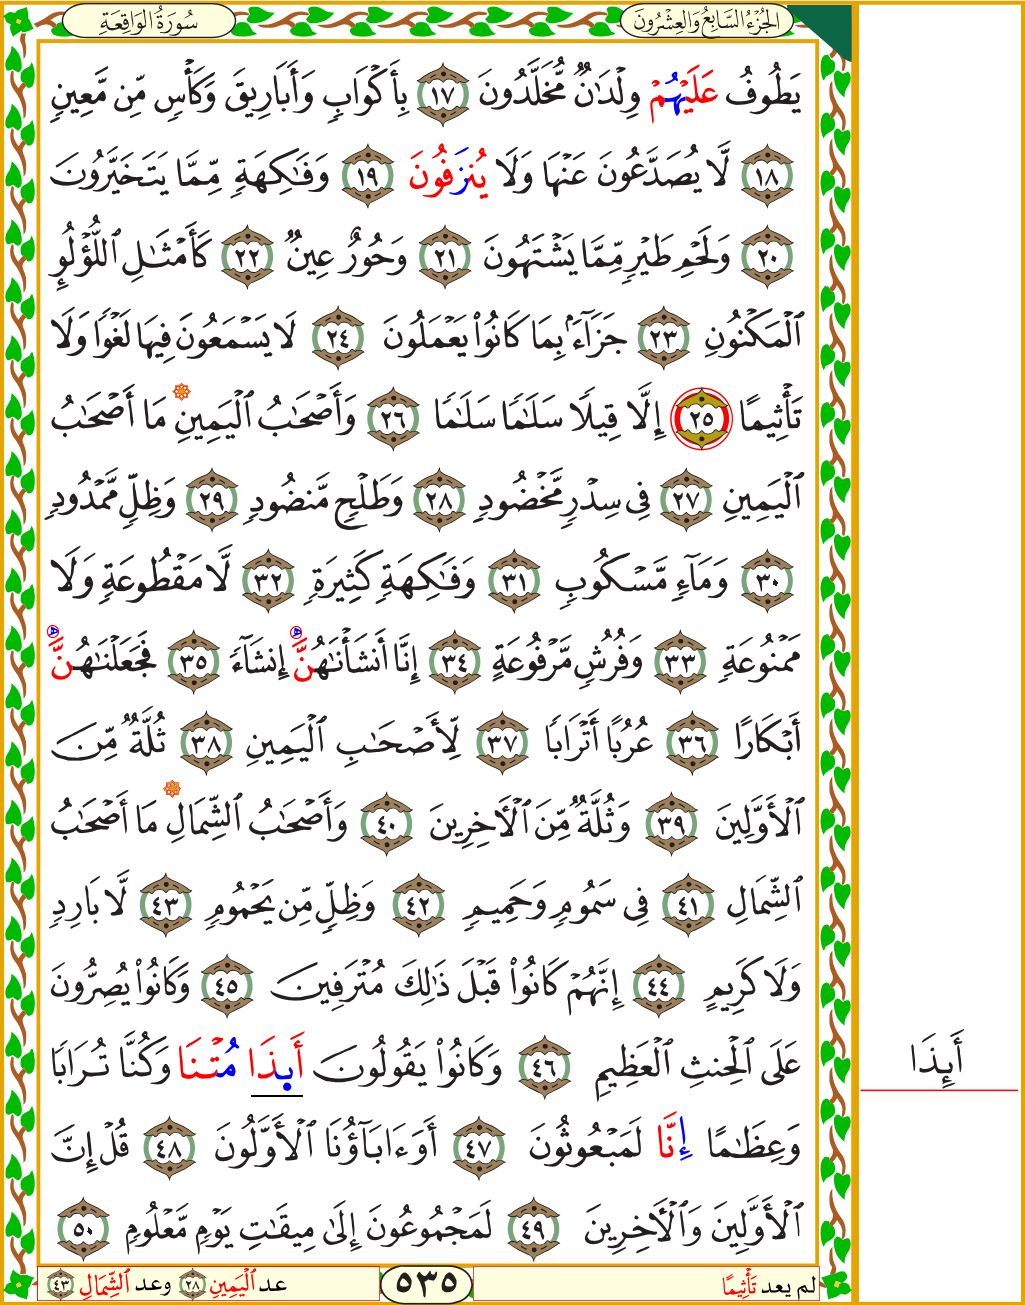 الجُزْءُ السَّابِعُ وَالعِشْرُونَ
سُورَةُ الوَاقِعَةِ
يَطُوفُ عَلَيْهُمْ وِلْدَٰنٌ مُّخَلَّدُونَ ١٧ بِأَكْوَابٍ وَأَبَارِيقَ وَكَأْسٍ مِّن مَّعِينٍ
١٨ لَّا يُصَدَّعُونَ عَنْهَا وَلَا يُنزَفُونَ ١٩ وَفَٰكِهَةٍ مِّمَّا يَتَخَيَّرُونَ
٢٠ وَلَحْمِ طَيْرٍ مِّمَّا يَشْتَهُونَ ٢١ وَحُورٌ عِينٌ ٢٢ كَأَمْثَٰلِ ٱللُّؤْلُوِٕ
ٱلْمَكْنُونِ ٢٣ جَزَآءَۢ بِمَا كَانُوا۟ يَعْمَلُونَ ٢٤ لَا يَسْمَعُونَ فِيهَا لَغْوًا وَلَا
تَأْثِيمًا ٢٥ إِلَّا قِيلًا سَلَٰمًا سَلَٰمًا ٢٦ وَأَصْحَٰبُ ٱلْيَمِينِ مَا أَصْحَٰبُ
ٱلْيَمِينِ ٢٧ فِى سِدْرٍ مَّخْضُودٍ ٢٨ وَطَلْحٍ مَّنضُودٍ ٢٩ وَظِلٍّ مَّمْدُودٍ
٣٠ وَمَآءٍ مَّسْكُوبٍ ٣١ وَفَٰكِهَةٍ كَثِيرَةٍ ٣٢ لَّا مَقْطُوعَةٍ وَلَا
مَمْنُوعَةٍ ٣٣ وَفُرُشٍ مَّرْفُوعَةٍ ٣٤ إِنَّا أَنشَأْنَٰهُنَّ إِنشَآءً ٣٥ فَجَعَلْنَٰهُنَّ
أَبْكَارًا ٣٦ عُرُبًا أَتْرَابًا ٣٧ لِّأَصْحَٰبِ ٱلْيَمِينِ ٣٨ ثُلَّةٌ مِّنَ
ٱلْأَوَّلِينَ ٣٩ وَثُلَّةٌ مِّنَ ٱلْأَخِرِينَ ٤٠ وَأَصْحَٰبُ ٱلشِّمَالِ مَا أَصْحَٰبُ
ٱلشِّمَالِ ٤١ فِى سَمُومٍ وَحَمِيمٍ ٤٢ وَظِلٍّ مِّن يَحْمُومٍ ٤٣ لَّا بَارِدٍ
وَلَا كَرِيمٍ ٤٤ إِنَّهُمْ كَانُوا۟ قَبْلَ ذَٰلِكَ مُتْرَفِينَ ٤٥ وَكَانُوا۟ يُصِرُّونَ
عَلَى ٱلْحِنثِ ٱلْعَظِيمِ ٤٦ وَكَانُوا۟ يَقُولُونَ أَى۪ذَا مُتْنَا وَكُنَّا تُرَابًا
أَىِٕذَا
وَعِظَٰمًا إِنَّا لَمَبْعُوثُونَ ٤٧ أَوَءَابَآؤُنَا ٱلْأَوَّلُونَ ٤٨ قُلْ إِنَّ
ٱلْأَوَّلِينَ وَٱلْأَخِرِينَ ٤٩ لَمَجْمُوعُونَ إِلَىٰ مِيقَٰتِ يَوْمٍ مَّعْلُومٍ ٥٠
لم يعد تَأْثِيمًا
٥٣٥
عد ٱلْيَمِينِ ٢٨ وعد ٱلشِّمَالِ ٤٣